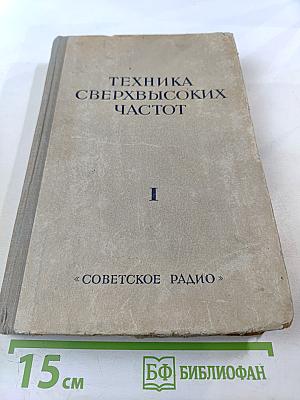 ТЕХНИКА
СВЕРХВЫСОКИХ
ЧАСТОТ
I
«СОВЕТСКОЕ РАДИО»
15 см
БФ БИБЛИОФАН